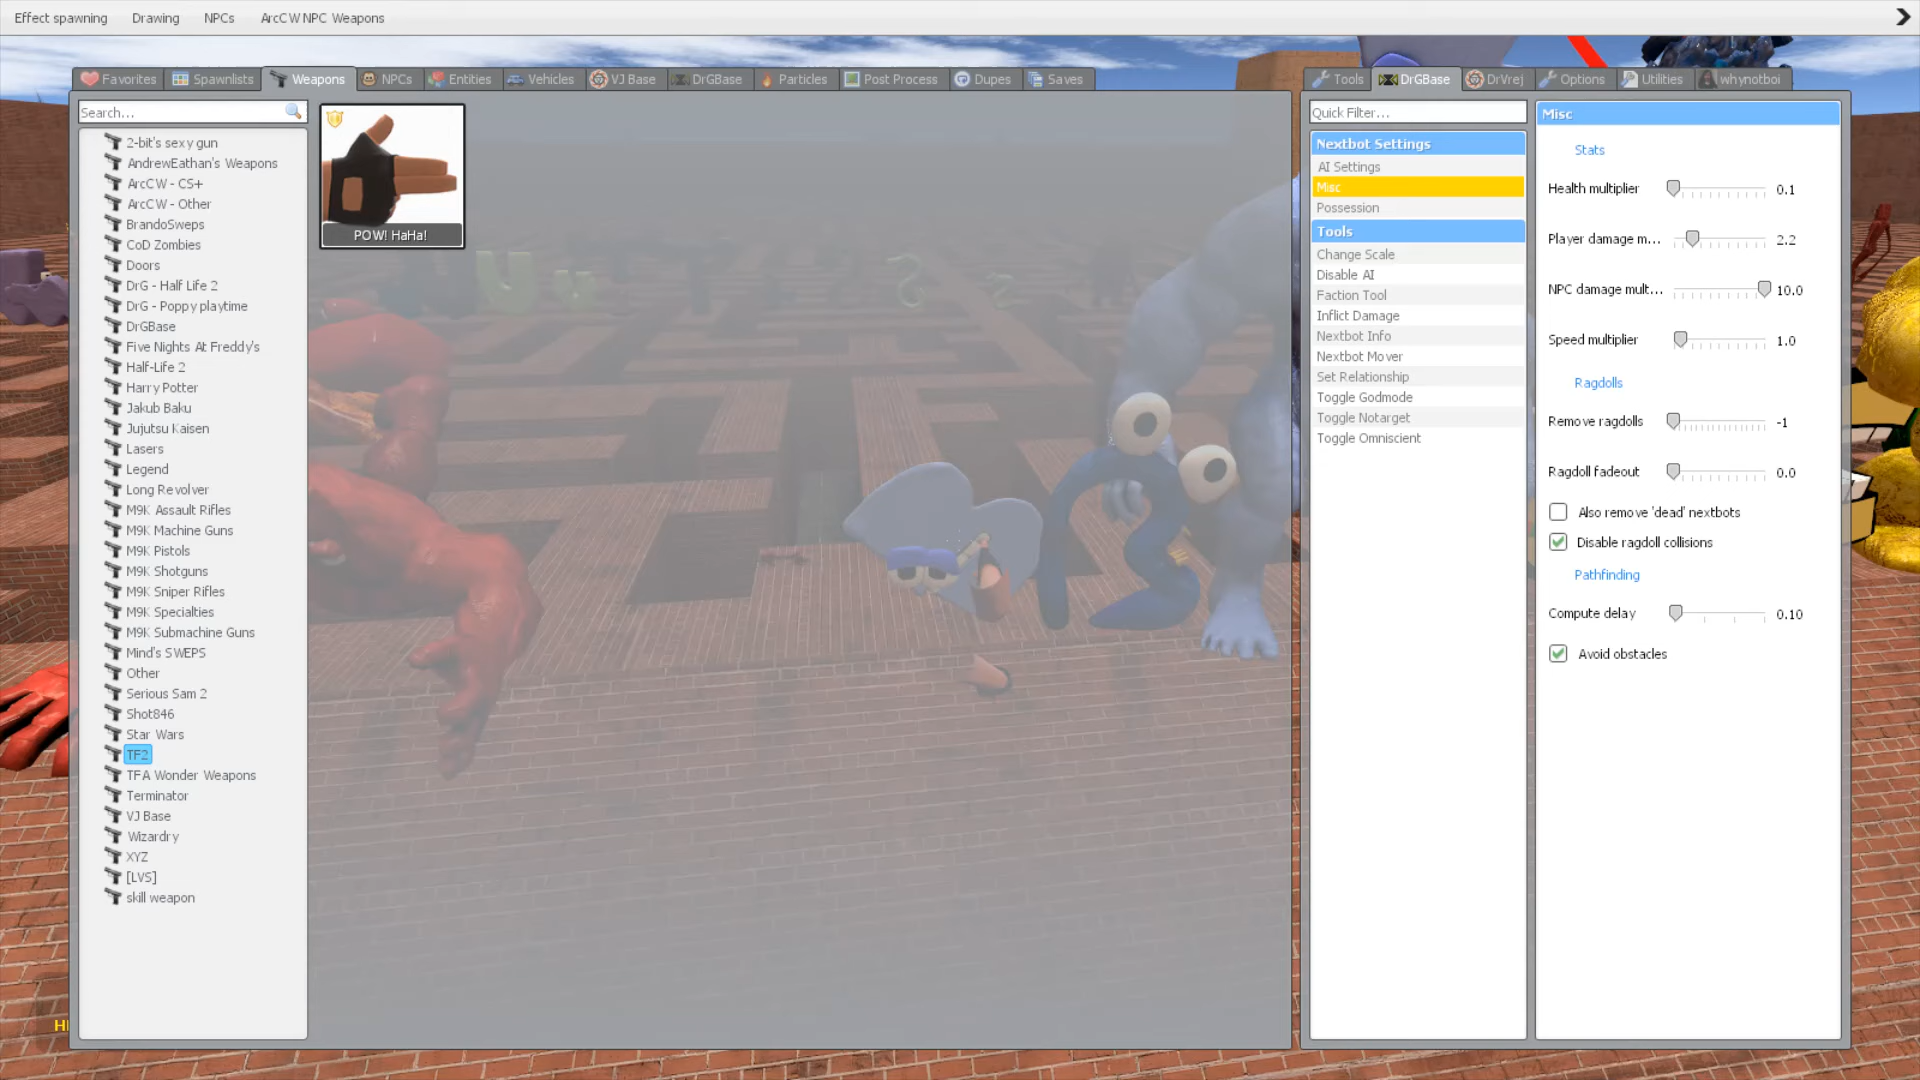 Effect spawning Drawing NPCs ArcCW NPC Weapons
Favorites Spawnlists Weapons NPCs Entities Vehicles VJ Base DrGBase Particles Post Process Dupes Saves
Search...
2-bit's sexy gun
AndrewEathan's Weapons
ArcCW - CS+
ArcCW - Other
BrandoSweps
CoD Zombies
Doors
DrG - Half Life 2
DrG - Poppy playtime
DrGBase
Five Nights At Freddy's
Half-Life 2
Harry Potter
Jakub Baku
Jujutsu Kaisen
Lasers
Legend
Long Revolver
M9K Assault Rifles
M9K Machine Guns
M9K Pistols
M9K Shotguns
M9K Sniper Rifles
M9K Specialties
M9K Submachine Guns
Mind's SWEPS
Other
Serious Sam 2
Shot846
Star Wars
TF2
TFA Wonder Weapons
Terminator
VJ Base
Wizardry
XYZ
[LVS]
skill weapon
POW! HaHa!
Tools DrGBase DrVrej Options Utilities whynotboi
Quick Filter...
Nextbot Settings
AI Settings
Misc
Possession
Tools
Change Scale
Disable AI
Faction Tool
Inflict Damage
Nextbot Info
Nextbot Mover
Set Relationship
Toggle Godmode
Toggle Notarget
Toggle Omniscient
Misc
Stats
Health multiplier 0.1
Player damage m... 2.2
NPC damage mult... 10.0
Speed multiplier 1.0
Ragdolls
Remove ragdolls -1
Ragdoll fadeout 0.0
Also remove 'dead' nextbots
Disable ragdoll collisions
Pathfinding
Compute delay 0.10
Avoid obstacles